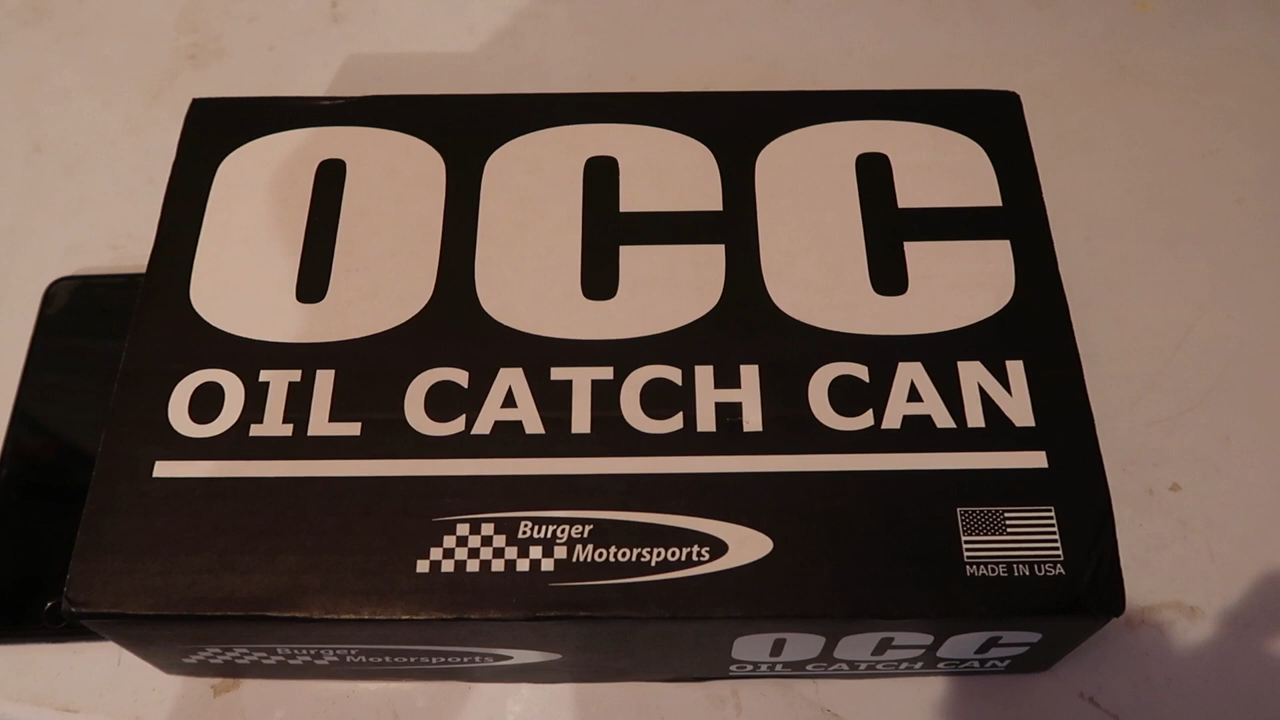 OCC
OIL CATCH CAN
Burger
Motorsports
MADE IN USA
Burger
Motorsports
OCC
OIL CATCH CAN